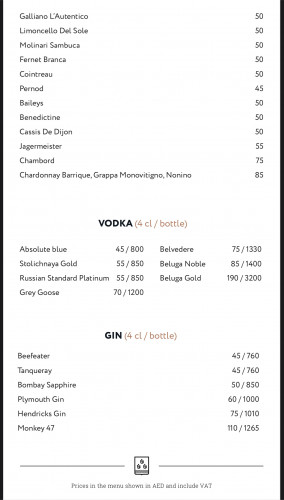 Galliano L'Autentico 50
Limoncello Del Sole 50
Molinari Sambuca 50
Fernet Branca 50
Cointreau 50
Pernod 45
Baileys 50
Benedictine 50
Cassis De Dijon 50
Jagermeister 55
Chambord 75
Chardonnay Barrique, Grappa Monovitigno, Nonino 85
VODKA (4 cl / bottle)
Absolute blue 45 / 800
Stolichnaya Gold 55 / 850
Russian Standard Platinum 55 / 850
Grey Goose 70 / 1200
Belvedere 75 / 1330
Beluga Noble 85 / 1400
Beluga Gold 190 / 3200
GIN (4 cl / bottle)
Beefeater 45 / 760
Tanqueray 45 / 760
Bombay Sapphire 50 / 850
Plymouth Gin 60 / 1000
Hendricks Gin 75 / 1010
Monkey 47 110 / 1265
Prices in the menu shown in AED and include VAT